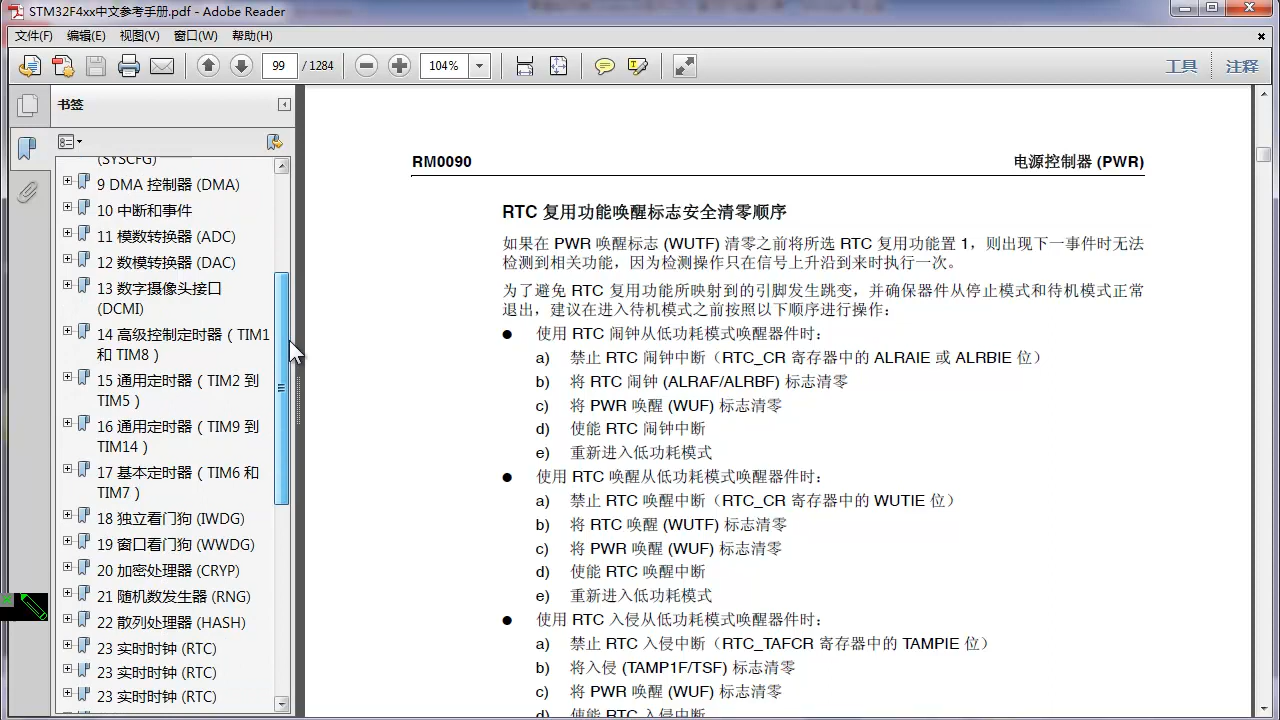 STM32F4xx中文参考手册.pdf - Adobe Reader
文件(F) 编辑(E) 视图(V) 窗口(W) 帮助(H)
99 / 1284 104% 工具 注释
书签
(SYSCFG)
9 DMA 控制器 (DMA)
10 中断和事件
11 模数转换器 (ADC)
12 数模转换器 (DAC)
13 数字摄像头接口
(DCMI)
14 高级控制定时器（TIM1
和 TIM8）
15 通用定时器（TIM2 到
TIM5）
16 通用定时器（TIM9 到
TIM14）
17 基本定时器（TIM6 和
TIM7）
18 独立看门狗 (IWDG)
19 窗口看门狗 (WWDG)
20 加密处理器 (CRYP)
21 随机数发生器 (RNG)
22 散列处理器 (HASH)
23 实时时钟 (RTC)
23 实时时钟 (RTC)
23 实时时钟 (RTC)
RM0090 电源控制器 (PWR)
RTC 复用功能唤醒标志安全清零顺序
如果在 PWR 唤醒标志 (WUTF) 清零之前将所选 RTC 复用功能置 1，则出现下一事件时无法
检测到相关功能，因为检测操作只在信号上升沿到来时执行一次。
为了避免 RTC 复用功能所映射到的引脚发生跳变，并确保器件从停止模式和待机模式正常
退出，建议在进入待机模式之前按照以下顺序进行操作：
● 使用 RTC 闹钟从低功耗模式唤醒器件时：
a) 禁止 RTC 闹钟中断（RTC_CR 寄存器中的 ALRAIE 或 ALRBIE 位）
b) 将 RTC 闹钟 (ALRAF/ALRBF) 标志清零
c) 将 PWR 唤醒 (WUF) 标志清零
d) 使能 RTC 闹钟中断
e) 重新进入低功耗模式
● 使用 RTC 唤醒从低功耗模式唤醒器件时：
a) 禁止 RTC 唤醒中断（RTC_CR 寄存器中的 WUTIE 位）
b) 将 RTC 唤醒 (WUTF) 标志清零
c) 将 PWR 唤醒 (WUF) 标志清零
d) 使能 RTC 唤醒中断
e) 重新进入低功耗模式
● 使用 RTC 入侵从低功耗模式唤醒器件时：
a) 禁止 RTC 入侵中断（RTC_TAFCR 寄存器中的 TAMPIE 位）
b) 将入侵 (TAMP1F/TSF) 标志清零
c) 将 PWR 唤醒 (WUF) 标志清零
d) 使能 RTC 入侵中断